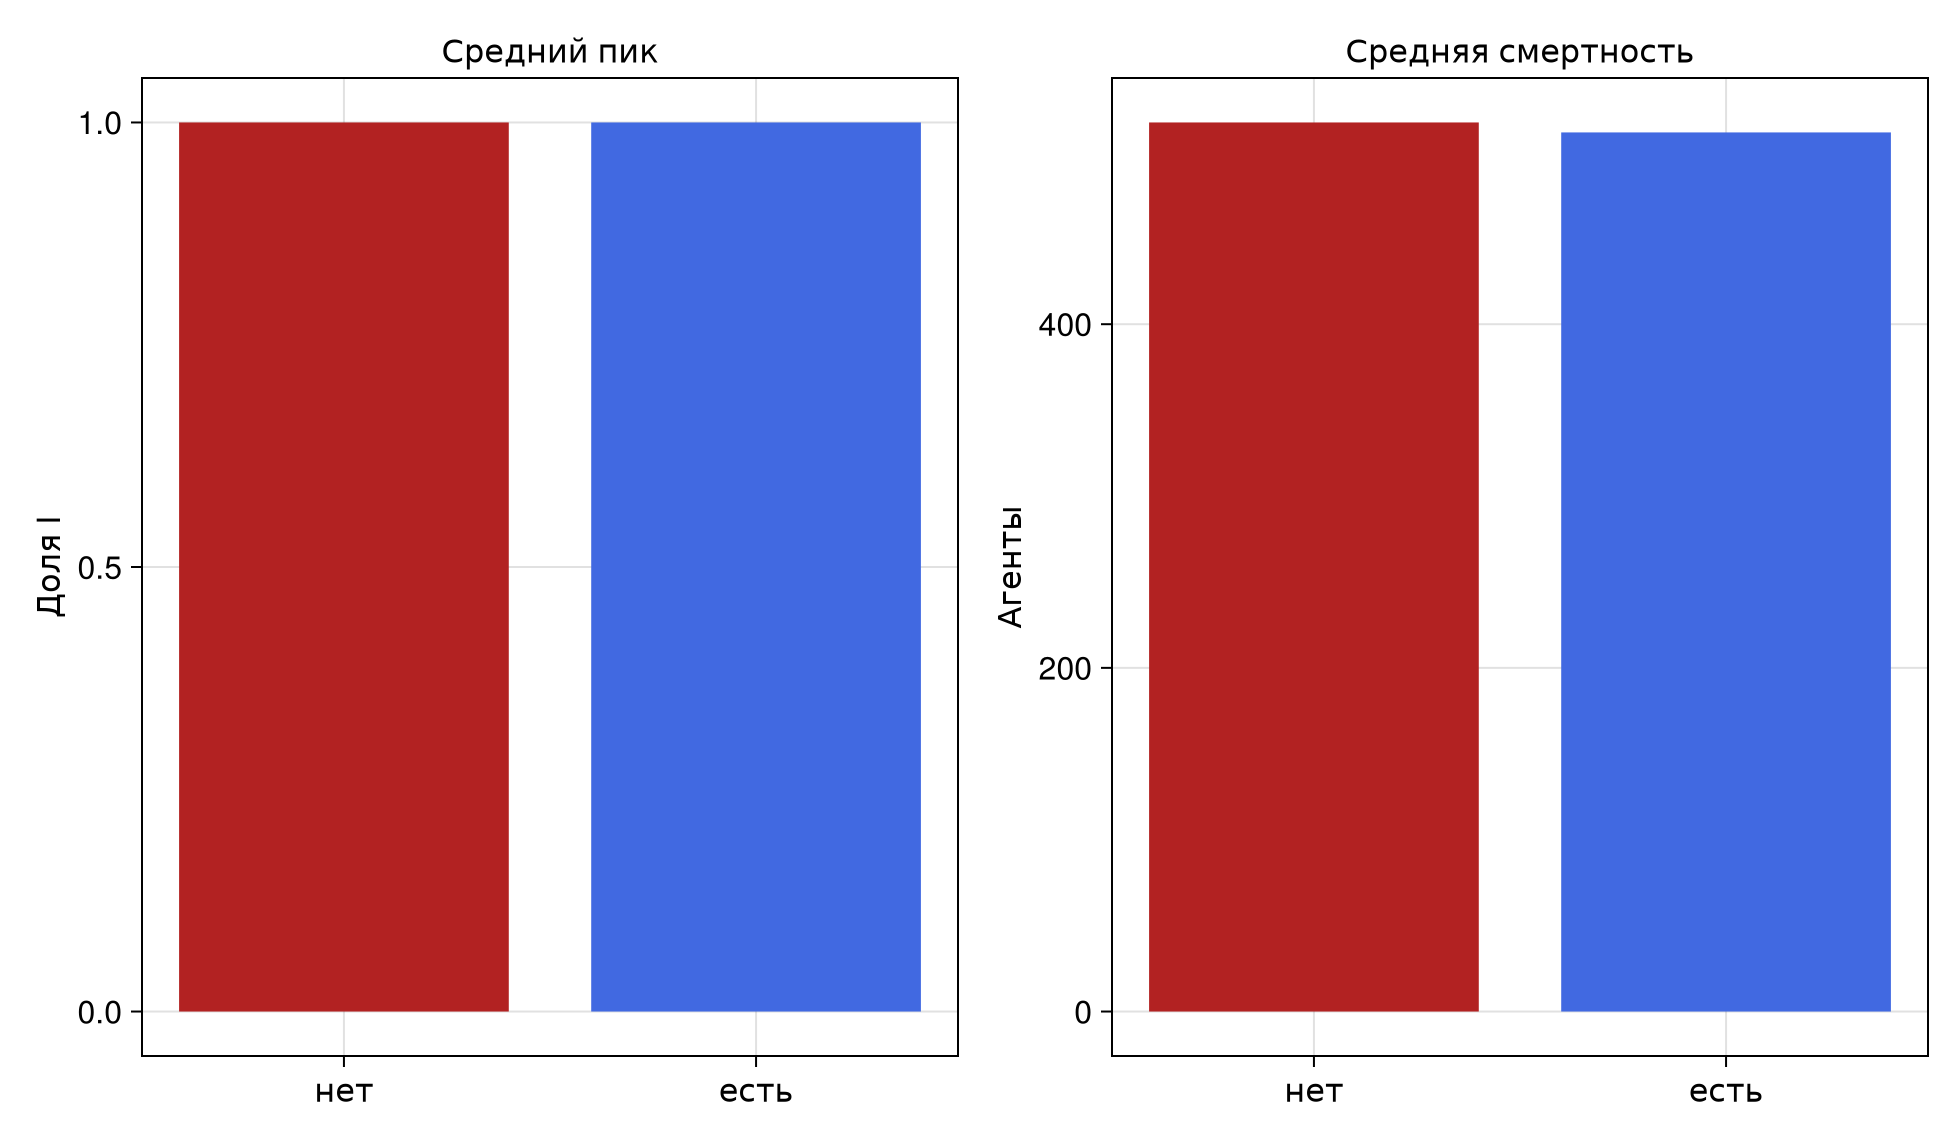 Средний пик
Доля I
1.0
0.5
0.0
нет
есть
Средняя смертность
Агенты
400
200
0
нет
есть